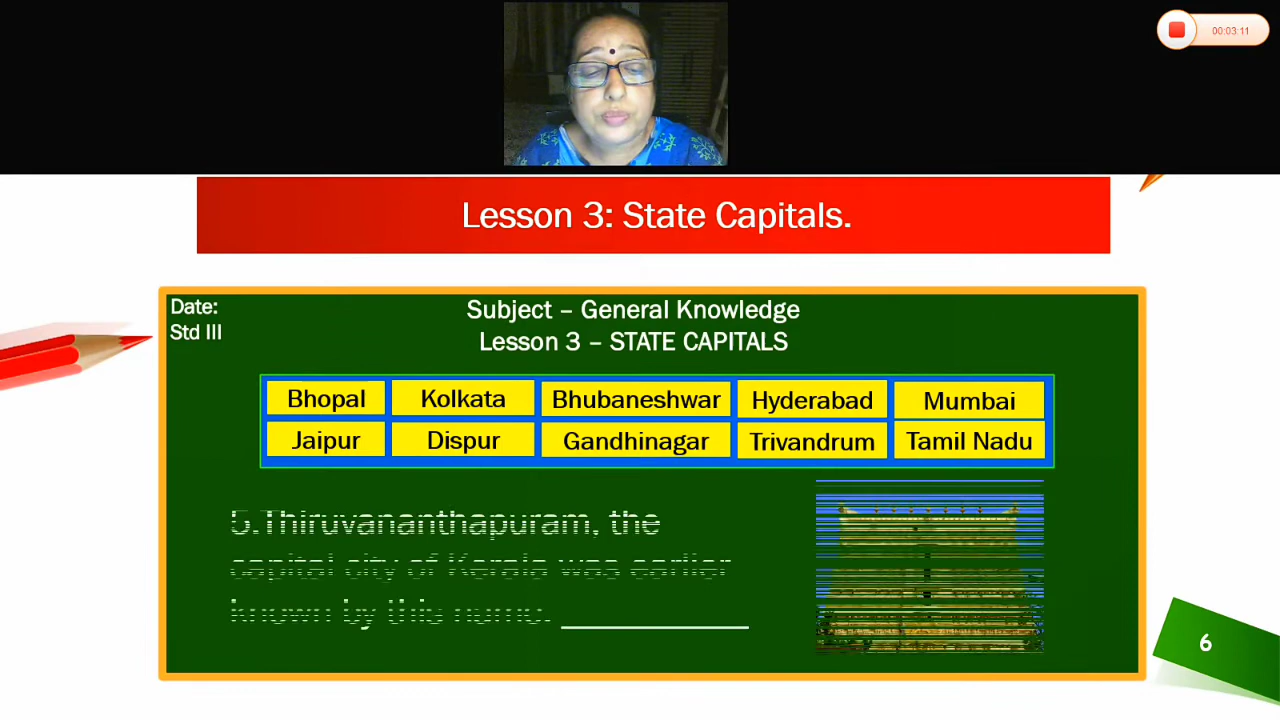 00:03:11
Lesson 3: State Capitals.
Date:
Std III
Subject – General Knowledge
Lesson 3 – STATE CAPITALS
Bhopal Kolkata Bhubaneshwar Hyderabad Mumbai
Jaipur Dispur Gandhinagar Trivandrum Tamil Nadu
5.Thiruvananthapuram, the
capital city of Kerala was earlier
known by this name. ___________
6